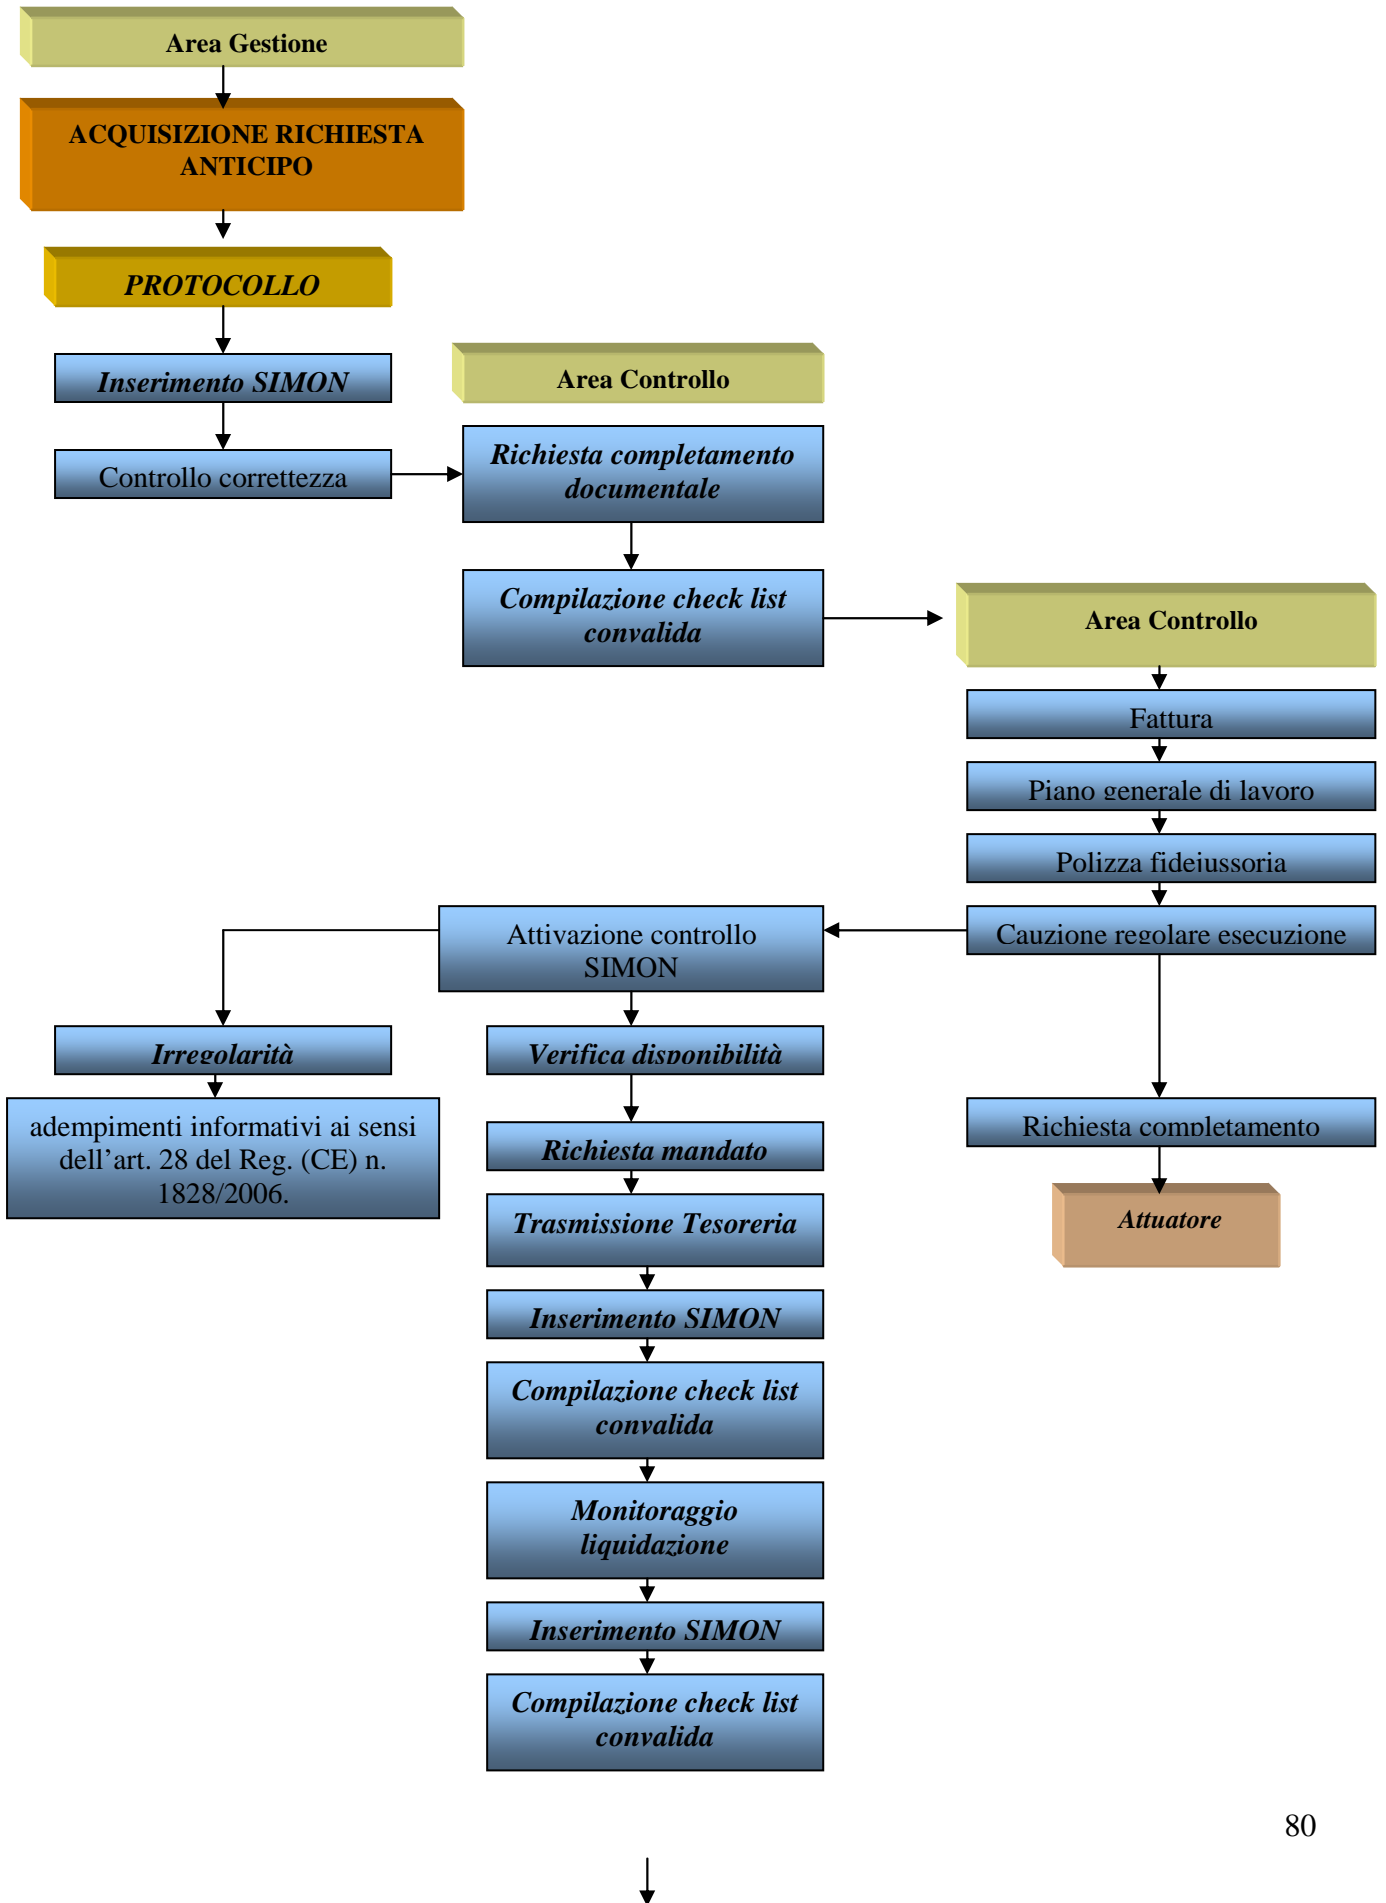 Area Gestione
ACQUISIZIONE RICHIESTA
ANTICIPO
PROTOCOLLO
Inserimento SIMON
Controllo correttezza
Area Controllo
Richiesta completamento
documentale
Compilazione check list
convalida
Area Controllo
Fattura
Piano generale di lavoro
Polizza fidejussoria
Cauzione regolare esecuzione
Attivazione controllo
SIMON
Irregolarità
adempimenti informativi ai sensi
dell’art. 28 del Reg. (CE) n.
1828/2006.
Verifica disponibilità
Richiesta mandato
Trasmissione Tesoreria
Inserimento SIMON
Compilazione check list
convalida
Monitoraggio
liquidazione
Inserimento SIMON
Compilazione check list
convalida
Richiesta completamento
Attuatore
80